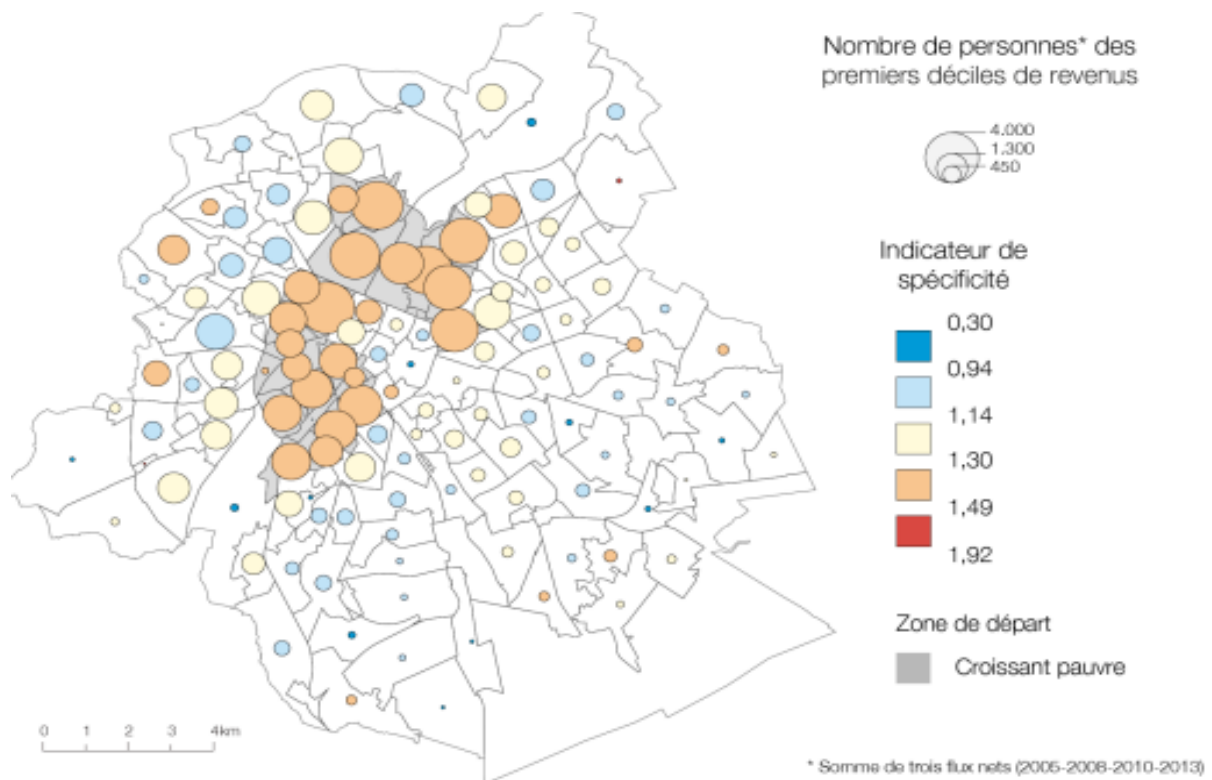 Nombre de personnes* des
premiers déciles de revenus
4.000
1.300
450
Indicateur de
spécificité
0,30
0,94
1,14
1,30
1,49
1,92
Zone de départ
Croissant pauvre
0 1 2 3 4km
* Somme de trois flux nets (2005-2008-2010-2013)